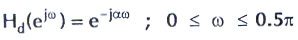 H_d(e^{jω}) = e^{-jαω} ; 0 ≤ ω ≤ 0.5π